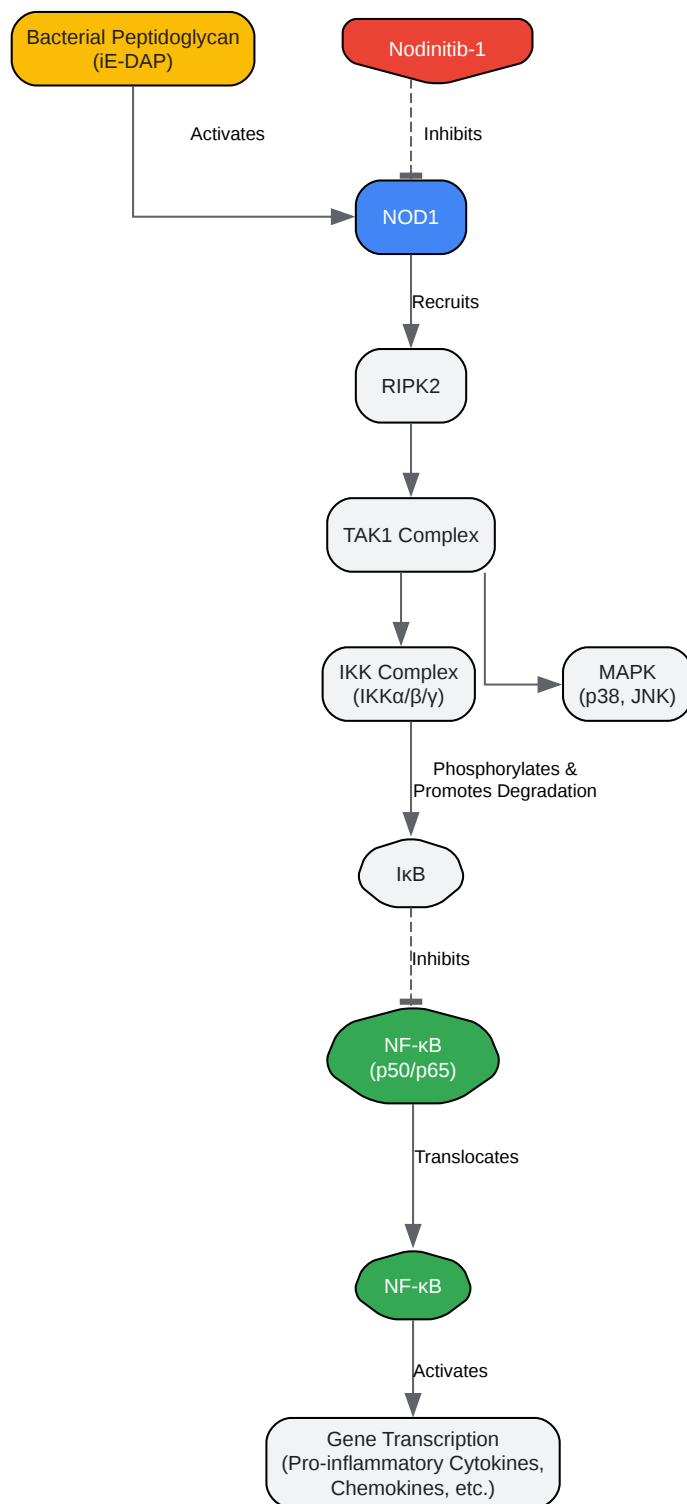 Bacterial Peptidoglycan
(iE-DAP)
Nodinitib-1
Activates
Inhibits
NOD1
Recruits
RIPK2
TAK1 Complex
IKK Complex
(IKKα/β/γ)
MAPK
(p38, JNK)
Phosphorylates &
Promotes Degradation
IκB
Inhibits
NF-κB
(p50/p65)
Translocates
NF-κB
Activates
Gene Transcription
(Pro-inflammatory Cytokines,
Chemokines, etc.)